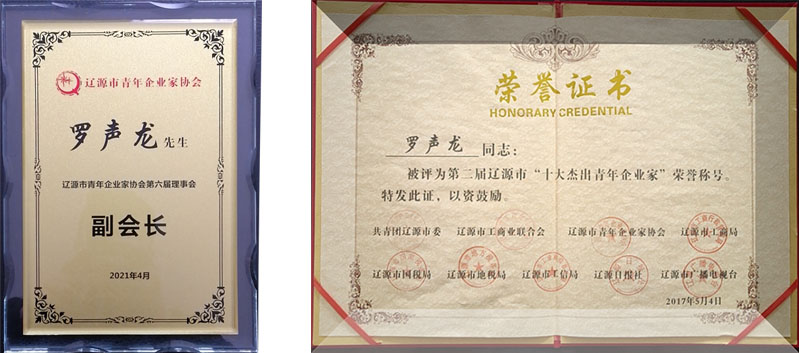 辽源市青年企业家协会
罗声龙先生
辽源市青年企业家协会第六届理事会
副会长
2021年4月
荣誉证书
HONORARY CREDENTIAL
罗声龙同志：
被评为第二届辽源市“十大杰出青年企业家”荣誉称号。
特发此证，以资鼓励。
共青团辽源市委 辽源市工商业联合会 辽源市青年企业家协会 辽源市工商局
辽源市国税局 辽源市地税局 辽源市工信局 辽源日报社 辽源市广播电视台
2017年5月4日